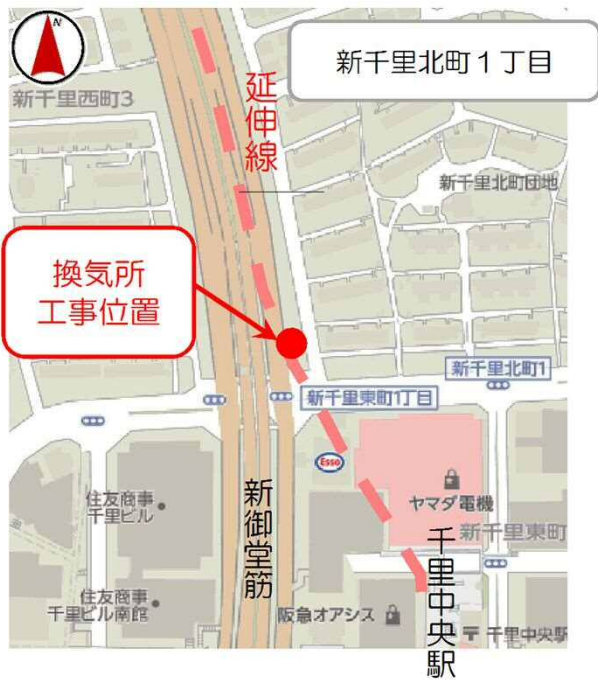 N
新千里北町１丁目
新千里西町3
延伸線
新千里北町団地
換気所
工事位置
新千里北町1
新千里東町1丁目
Esso
ヤマダ電機
住友商事
千里ビル
新御堂筋
新千里東町
千里中央駅
住友商事
千里ビル南館
阪急オアシス
〒千里中央駅